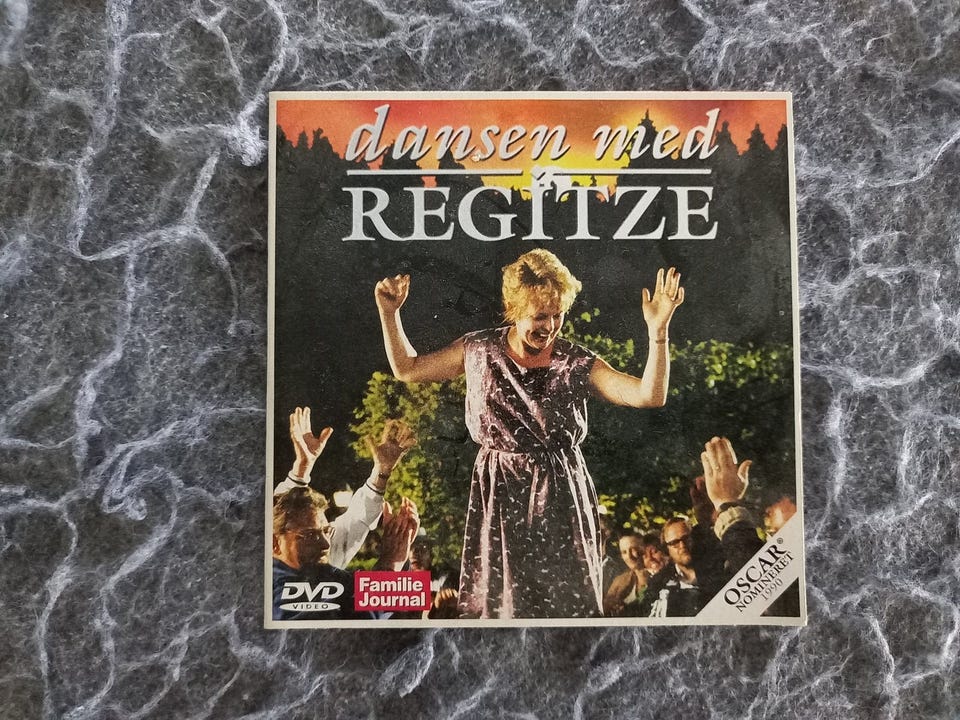 dansen med
REGITZE
DVD
VIDEO
Familie
Journal
OSCAR®
NOMINERET
1990